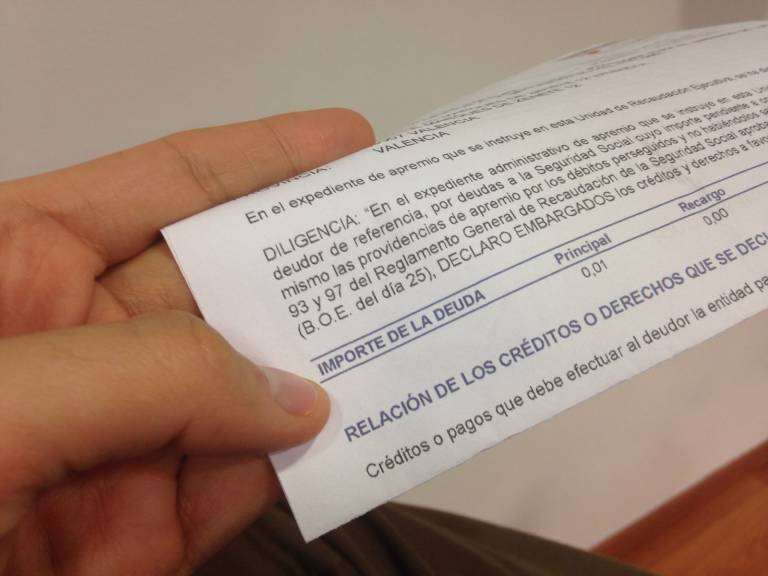 VALENCIA
VALENCIA
En el expediente de apremio que se instruye en esta Unidad de Recaudación Ejecutiva,
DILIGENCIA: "En el expediente administrativo de apremio que se instruye en esta
deudor de referencia, por deudas a la Seguridad Social cuyo importe pendiente a
mismo las providencias de apremio por los débitos perseguidos y no habiéndolos
93 y 97 del Reglamento General de Recaudación de la Seguridad Social
(B.O.E. del día 25), DECLARO EMBARGADOS los créditos y derechos a
Principal Recargo
IMPORTE DE LA DEUDA 0,01 0,00
RELACIÓN DE LOS CRÉDITOS O DERECHOS QUE SE
Créditos o pagos que debe efectuar al deudor la entidad